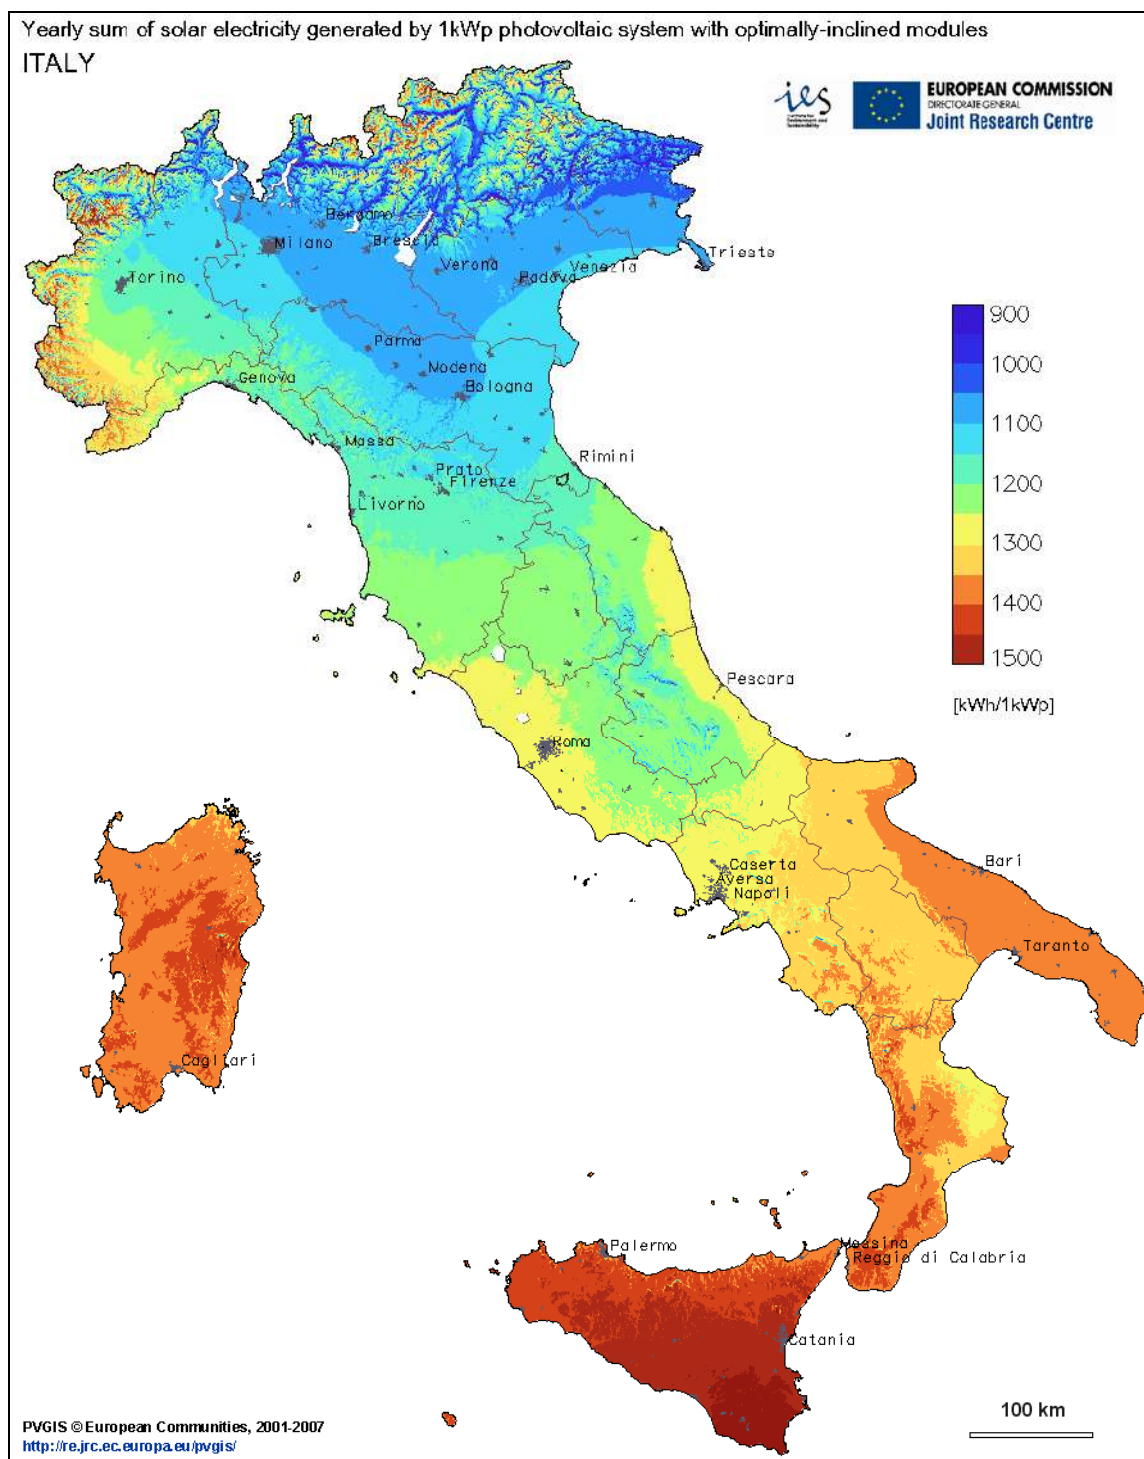 Yearly sum of solar electricity generated by 1kWp photovoltaic system with optimally-inclined modules
ITALY
ies
EUROPEAN COMMISSION
DIRECTORATE GENERAL
Joint Research Centre
Bergamo
Milano
Brescia
Trieste
Verona
Venezia
Padova
Torino
900
Parma
1000
Modena
Genova
Bologna
1100
Massa
Rimini
Prato
Firenze
1200
Livorno
1300
1400
1500
Pescara
[kWh/1kWp]
Roma
Caserta
Bari
Aversa
Napoli
Taranto
Cagliari
Palermo
Messina
Reggio di Calabria
Catania
100 km
PVGIS © European Communities, 2001-2007
http://re.jrc.ec.europa.eu/pvgis/